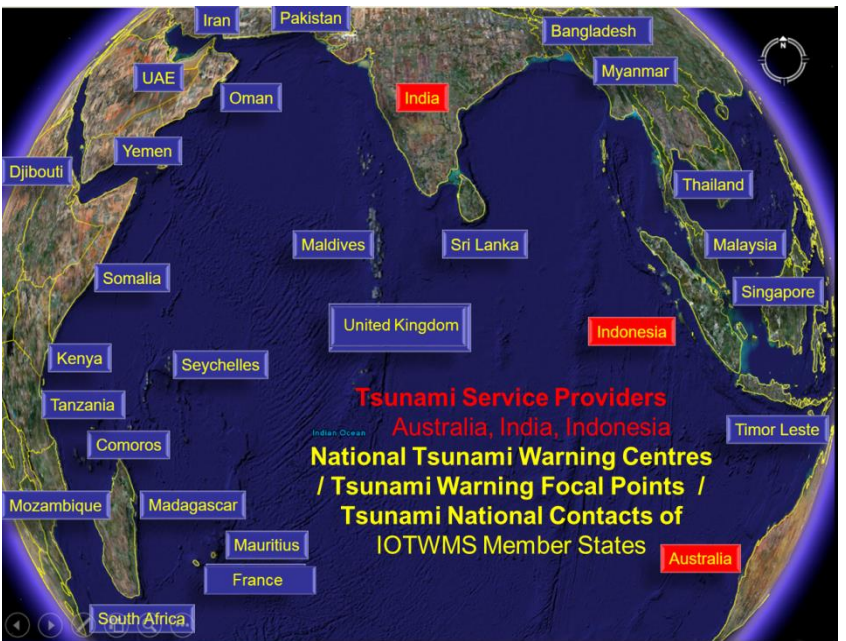 Iran
Pakistan
Bangladesh
N
UAE
Oman
India
Myanmar
Yemen
Djibouti
Thailand
Maldives
Sri Lanka
Malaysia
Somalia
Singapore
United Kingdom
Indonesia
Kenya
Seychelles
Tanzania
Tsunami Service Providers
Australia, India, Indonesia
Indian Ocean
Timor Leste
Comoros
National Tsunami Warning Centres
/ Tsunami Warning Focal Points /
Tsunami National Contacts of
IOTWMS Member States
Mozambique
Madagascar
Mauritius
France
Australia
South Africa